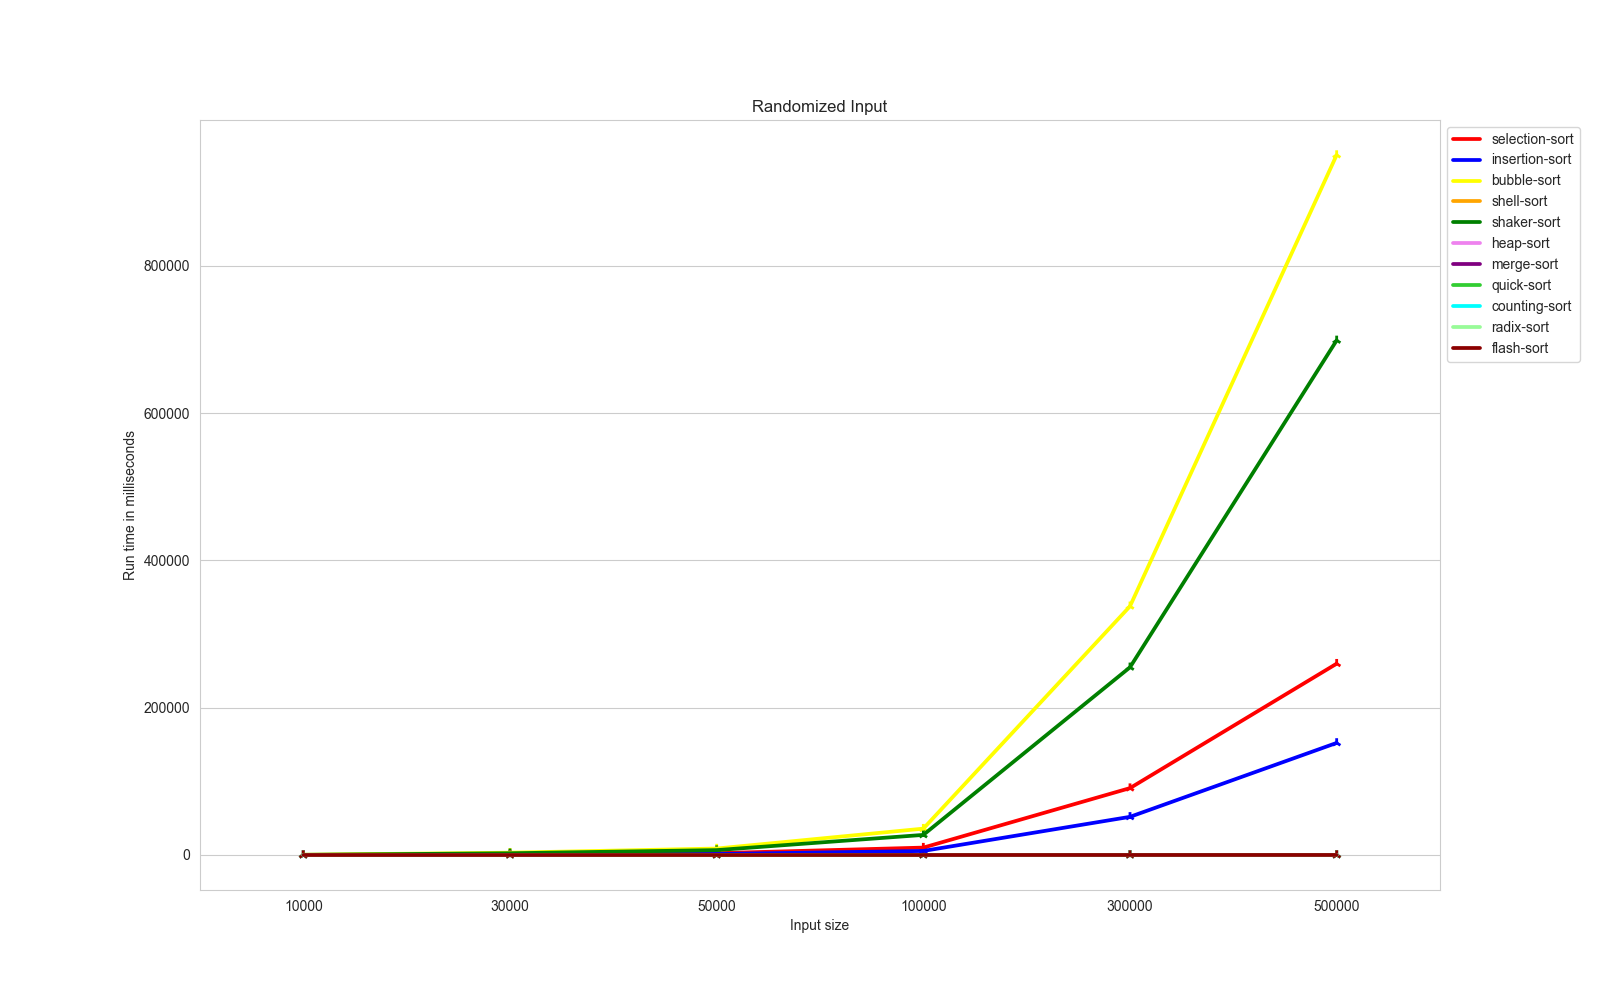 Randomized Input
selection-sort
insertion-sort
bubble-sort
shell-sort
shaker-sort
heap-sort
merge-sort
quick-sort
counting-sort
radix-sort
flash-sort
Run time in milliseconds
800000
600000
400000
200000
0
10000 30000 50000 100000 300000 500000
Input size